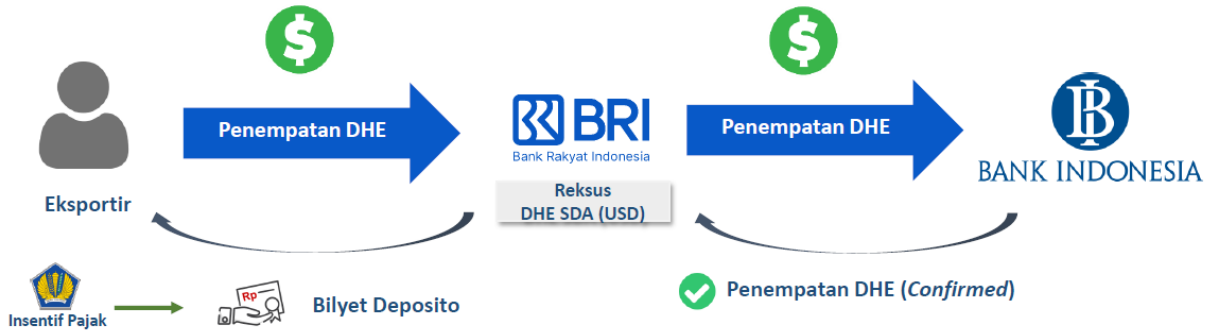 Penempatan DHE
Penempatan DHE
BRI
Bank Rakyat Indonesia
BANK INDONESIA
Eksportir
Reksus
DHE SDA (USD)
Rp
Insentif Pajak
Bilyet Deposito
Penempatan DHE (Confirmed)